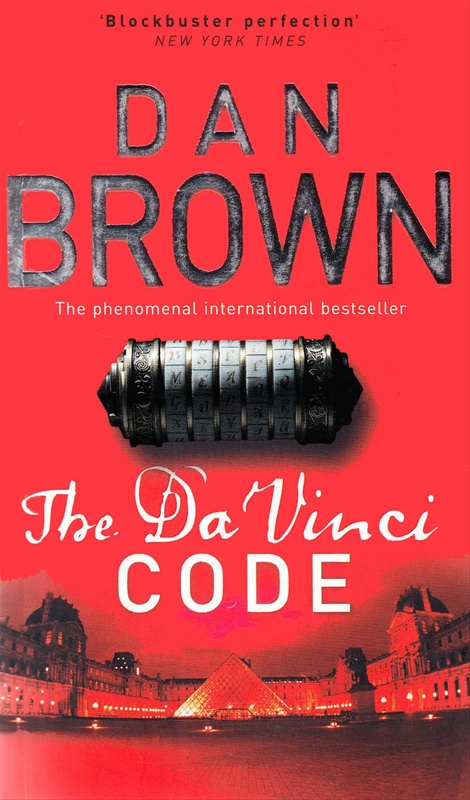 'Blockbuster perfection'
NEW YORK TIMES
DAN
BROWN
The phenomenal international bestseller
The Da Vinci
CODE